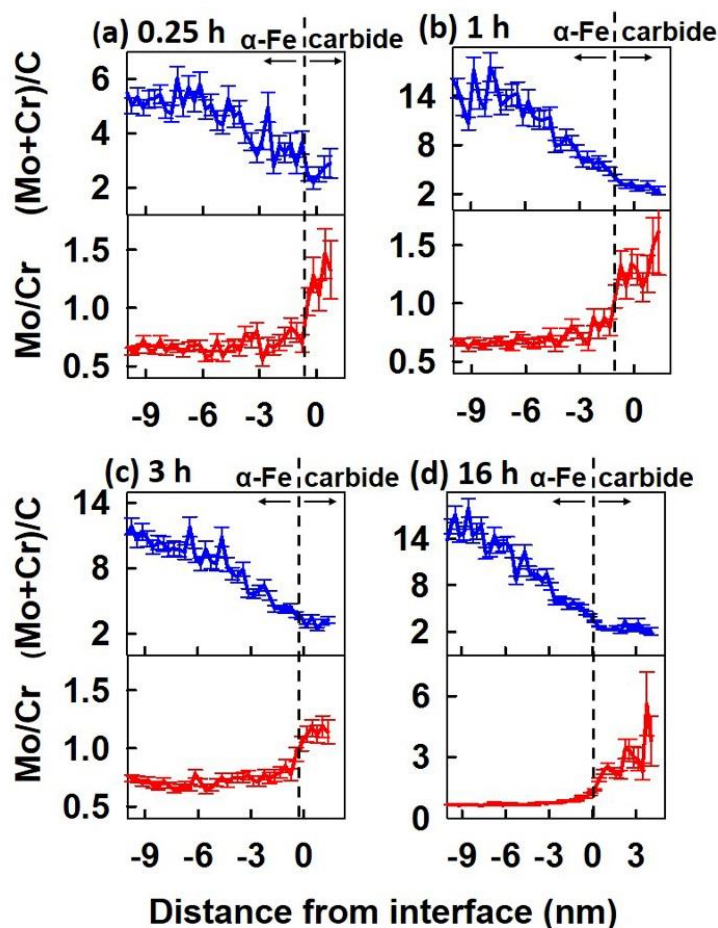 (a) 0.25 h α-Fe carbide
(b) 1 h α-Fe carbide
(Mo+Cr)/C
6
4
2
14
8
2
Mo/Cr
1.5
1.0
0.5
1.5
1.0
0.5
-9 -6 -3 0
-9 -6 -3 0
(c) 3 h α-Fe carbide
(d) 16 h α-Fe carbide
(Mo+Cr)/C
14
8
2
14
8
2
Mo/Cr
1.5
1.0
0.5
6
3
0
-9 -6 -3 0
-9 -6 -3 0 3
Distance from interface (nm)